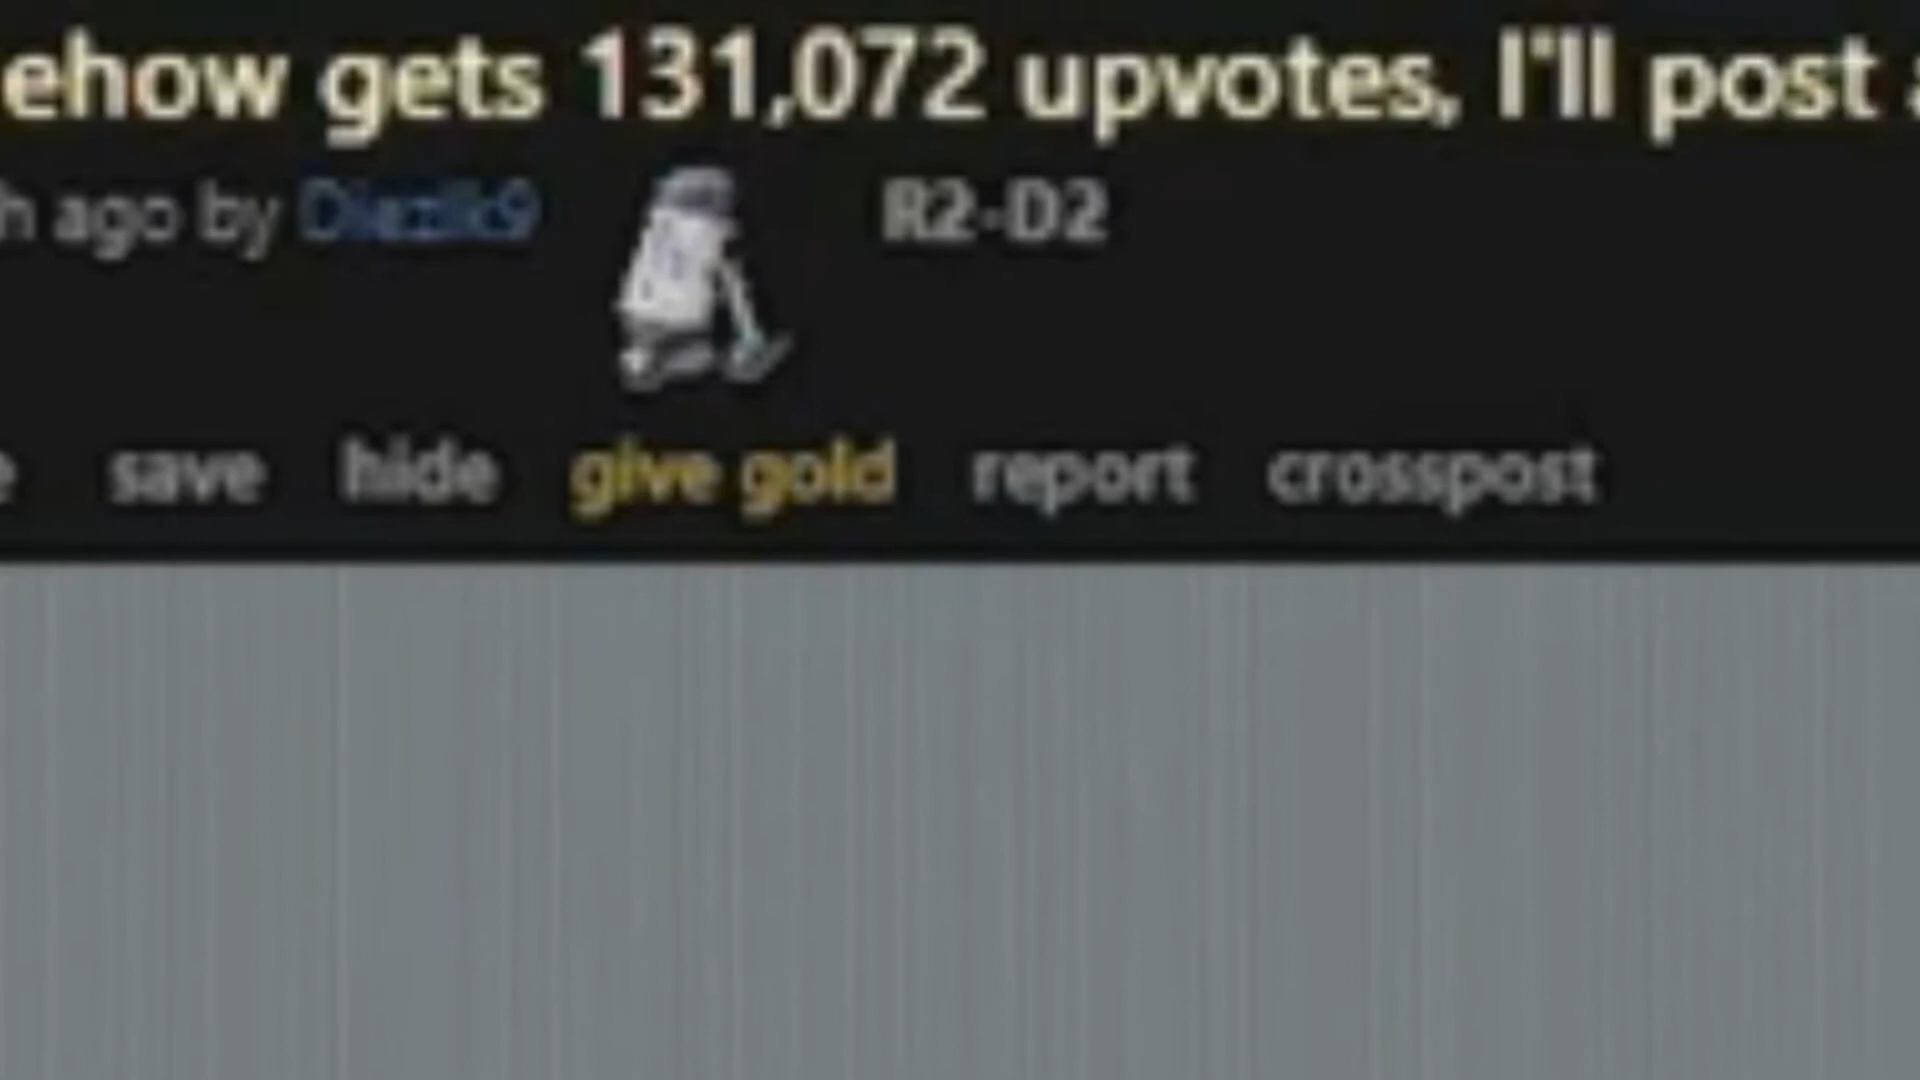 ehow gets 131,072 upvotes, I'll post
h ago by R2-D2
e save hide give gold report crosspost